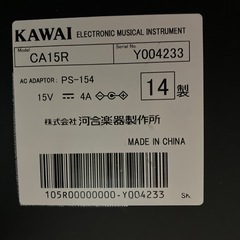 KAWAI ELECTRONIC MUSICAL INSTRUMENT
Model CA15R
Serial No. Y004233
AC ADAPTOR: PS-154
15V ⎓ 4A
14 製
株式会社 河合楽器製作所
MADE IN CHINA
105R00000000-Y004233 SK